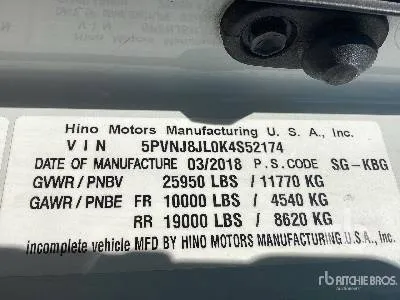 Hino Motors Manufacturing U. S. A., Inc.
VIN 5PVNJ8JL0K4S52174
DATE OF MANUFACTURE 03/2018 P.S.CODE SG-KBG
GVWR/PNBV 25950 LBS / 11770 KG
GAWR/PNBE FR 10000 LBS / 4540 KG
RR 19000 LBS / 8620 KG
incomplete vehicle MFD BY HINO MOTORS MANUFACTURING U.S.A., Inc.
RITCHIE BROS.